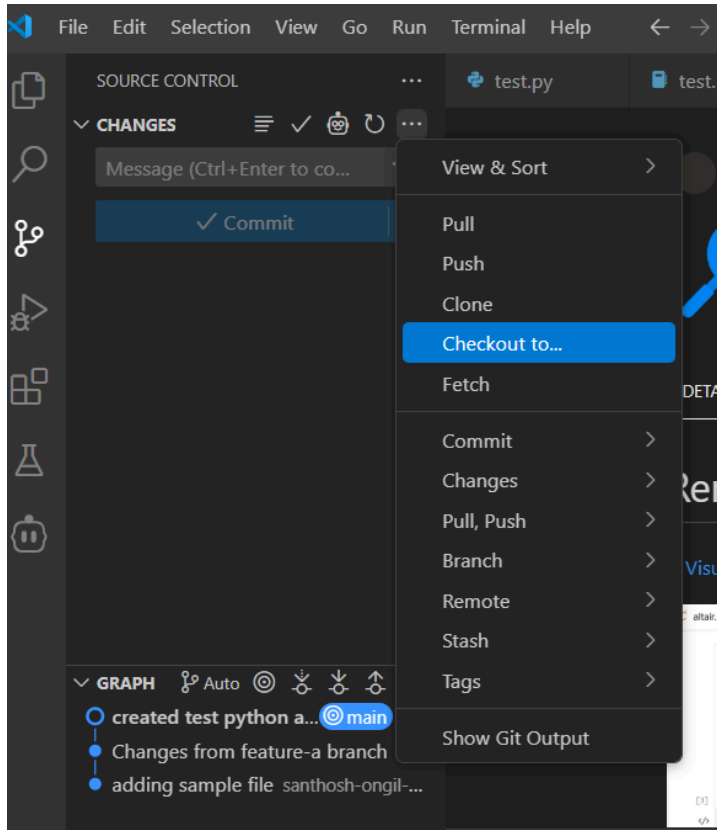 File Edit Selection View Go Run Terminal Help
SOURCE CONTROL
test.py
test.
CHANGES
Message (Ctrl+Enter to co...
Commit
View & Sort
Pull
Push
Clone
Checkout to...
Fetch
DETA
Commit
Changes
Rer
Pull, Push
Branch
Visu
Remote
altair.
Stash
Tags
GRAPH Auto
created test python a... main
Changes from feature-a branch
Show Git Output
adding sample file santhosh-ongil-...
[3]